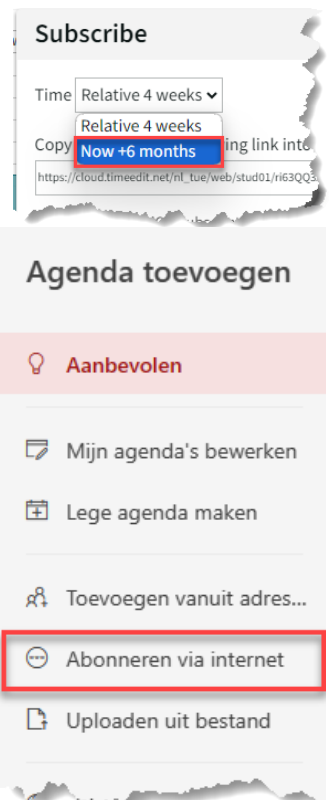 Subscribe
Time Relative 4 weeks
Relative 4 weeks
Copy ing link into
Now +6 months
https://cloud.timeedit.net/nl_tue/web/stud01/ri63QQ3
Agenda toevoegen
Aanbevolen
Mijn agenda's bewerken
Lege agenda maken
Toevoegen vanuit adres...
Abonneren via internet
Uploaden uit bestand